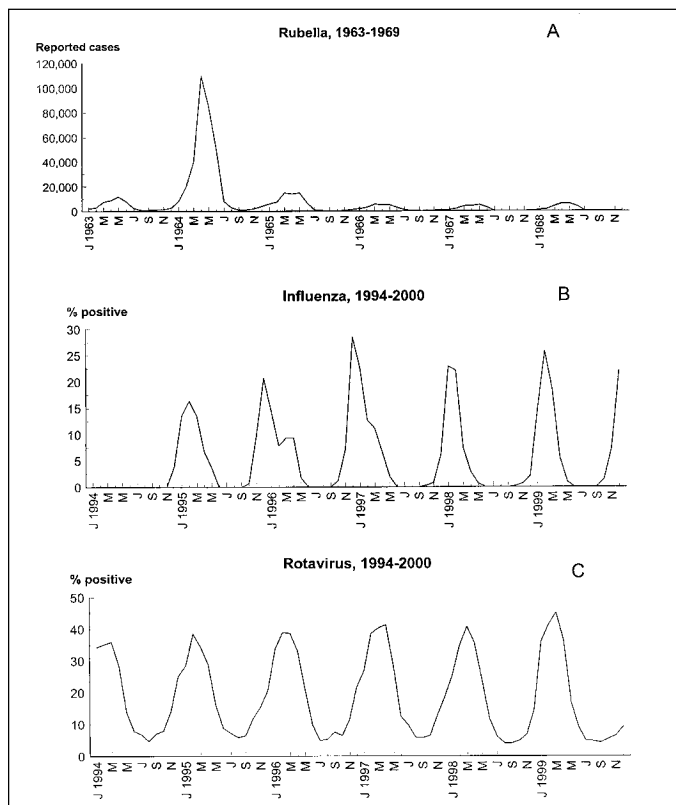 Rubella, 1963-1969
A
Reported cases
120,000
100,000
80,000
60,000
40,000
20,000
0
J 1963 M M J S N J 1964 M M J S N J 1965 M M J S N J 1966 M M J S N J 1967 M M J S N J 1968 M M J S N
Influenza, 1994-2000
B
% positive
30
25
20
15
10
5
0
J 1994 M M J S N J 1995 M M J S N J 1996 M M J S N J 1997 M M J S N J 1998 M M J S N J 1999 M M J S N
Rotavirus, 1994-2000
C
% positive
50
40
30
20
10
0
J 1994 M M J S N J 1995 M M J S N J 1996 M M J S N J 1997 M M J S N J 1998 M M J S N J 1999 M M J S N